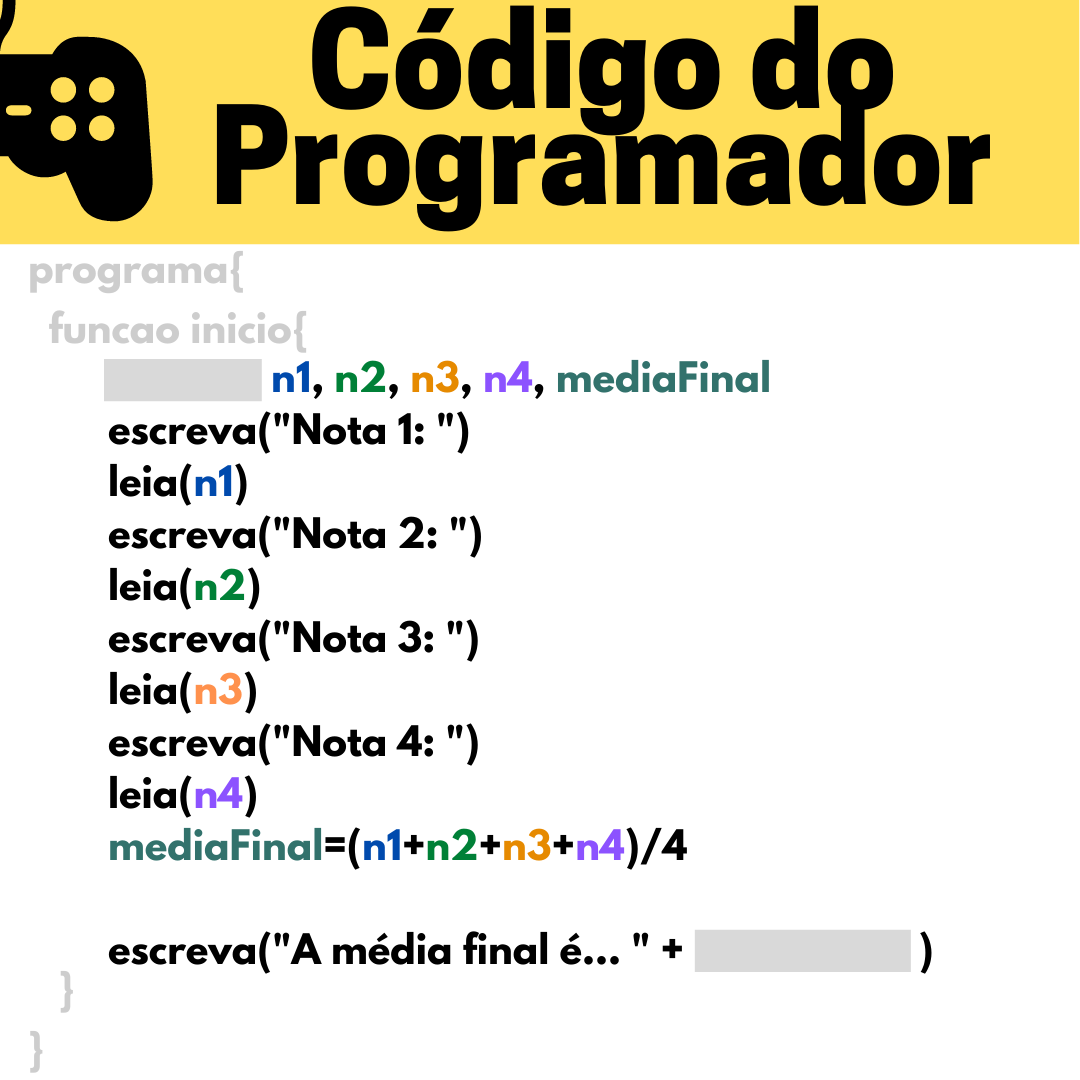 Código do
Programador
programa{
funcao inicio{
n1, n2, n3, n4, mediaFinal
escreva("Nota 1: ")
leia(n1)
escreva("Nota 2: ")
leia(n2)
escreva("Nota 3: ")
leia(n3)
escreva("Nota 4: ")
leia(n4)
mediaFinal=(n1+n2+n3+n4)/4
escreva("A média final é... " + )
}
}